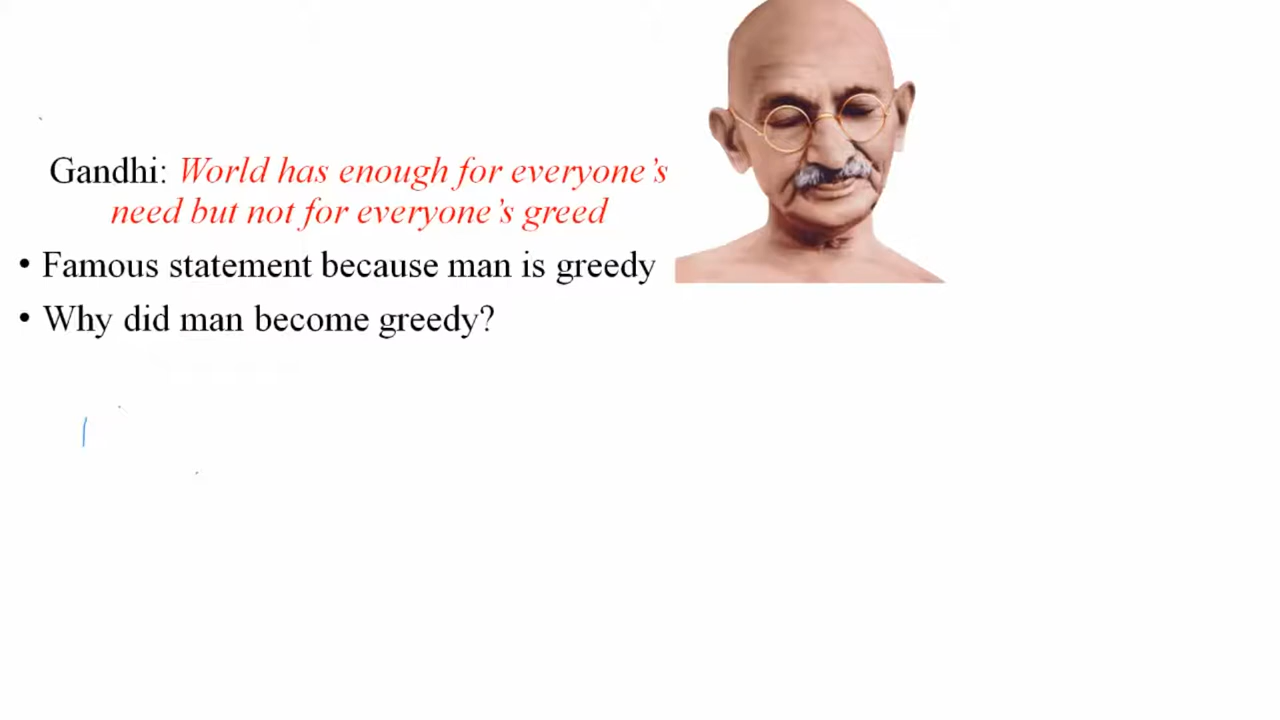 Gandhi: World has enough for everyone’s
need but not for everyone’s greed
• Famous statement because man is greedy
• Why did man become greedy?